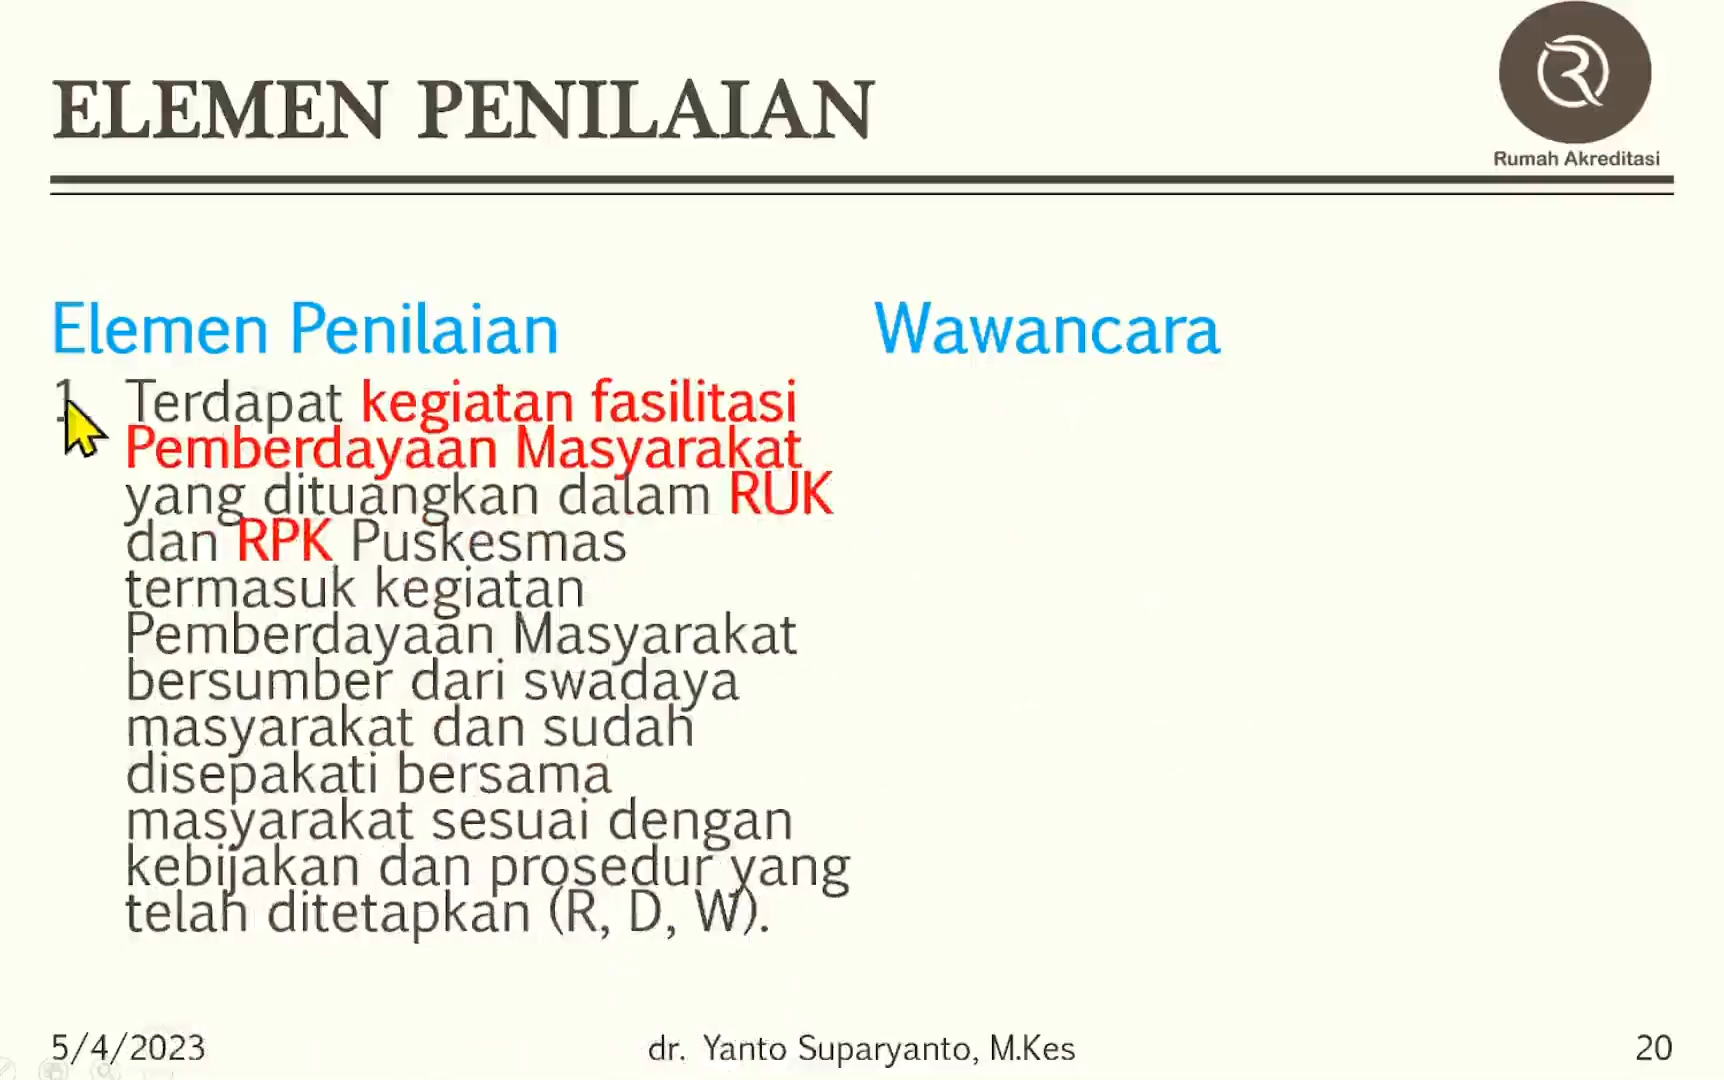 ELEMEN PENILAIAN
Rumah Akreditasi
Elemen Penilaian
1. Terdapat kegiatan fasilitasi
Pemberdayaan Masyarakat
yang dituangkan dalam RUK
dan RPK Puskesmas
termasuk kegiatan
Pemberdayaan Masyarakat
bersumber dari swadaya
masyarakat dan sudah
disepakati bersama
masyarakat sesuai dengan
kebijakan dan prosedur yang
telah ditetapkan (R, D, W).
Wawancara
5/4/2023
dr. Yanto Suparyanto, M.Kes
20